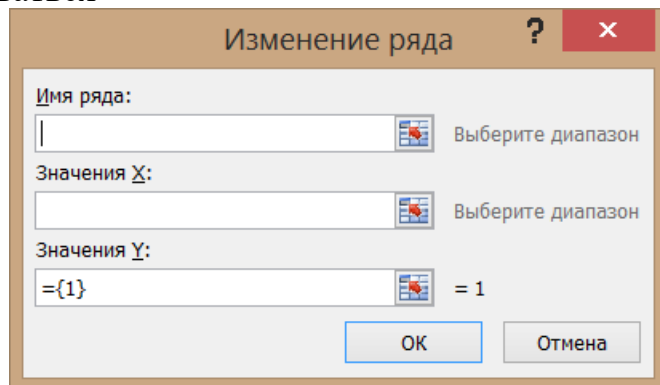 Изменение ряда ? ×
Имя ряда:
Выберите диапазон
Значения X:
Выберите диапазон
Значения Y:
={1} = 1
ОК Отмена